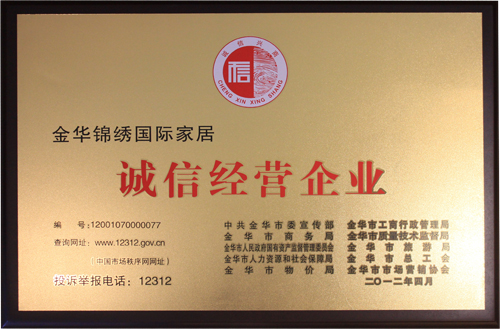 诚信兴商
信
CHENG XIN XING SHANG
金华锦绣国际家居
诚信经营企业
编 号：12001070000077
查询网址：www.12312.gov.cn
（中国市场秩序网网址）
投诉举报电话：12312
中共金华市委宣传部
金华市商务局
金华市人民政府国有资产监督管理委员会
金华市人力资源和社会保障局
金华市物价局
金华市工商行政管理局
金华市质量技术监督局
金华市旅游局
金华市总工会
金华市市场营销协会
二〇一二年四月